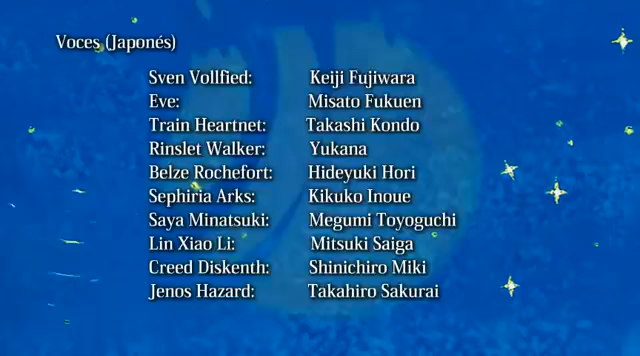 Voces (Japonés)
Sven Vollfied: Keiji Fujiwara
Eve: Misato Fukuen
Train Heartnet: Takashi Kondo
Rinslet Walker: Yukana
Belze Rochefort: Hideyuki Hori
Sephiria Arks: Kikuko Inoue
Saya Minatsuki: Megumi Toyoguchi
Lin Xiao Li: Mitsuki Saiga
Creed Diskenth: Shinichiro Miki
Jenos Hazard: Takahiro Sakurai